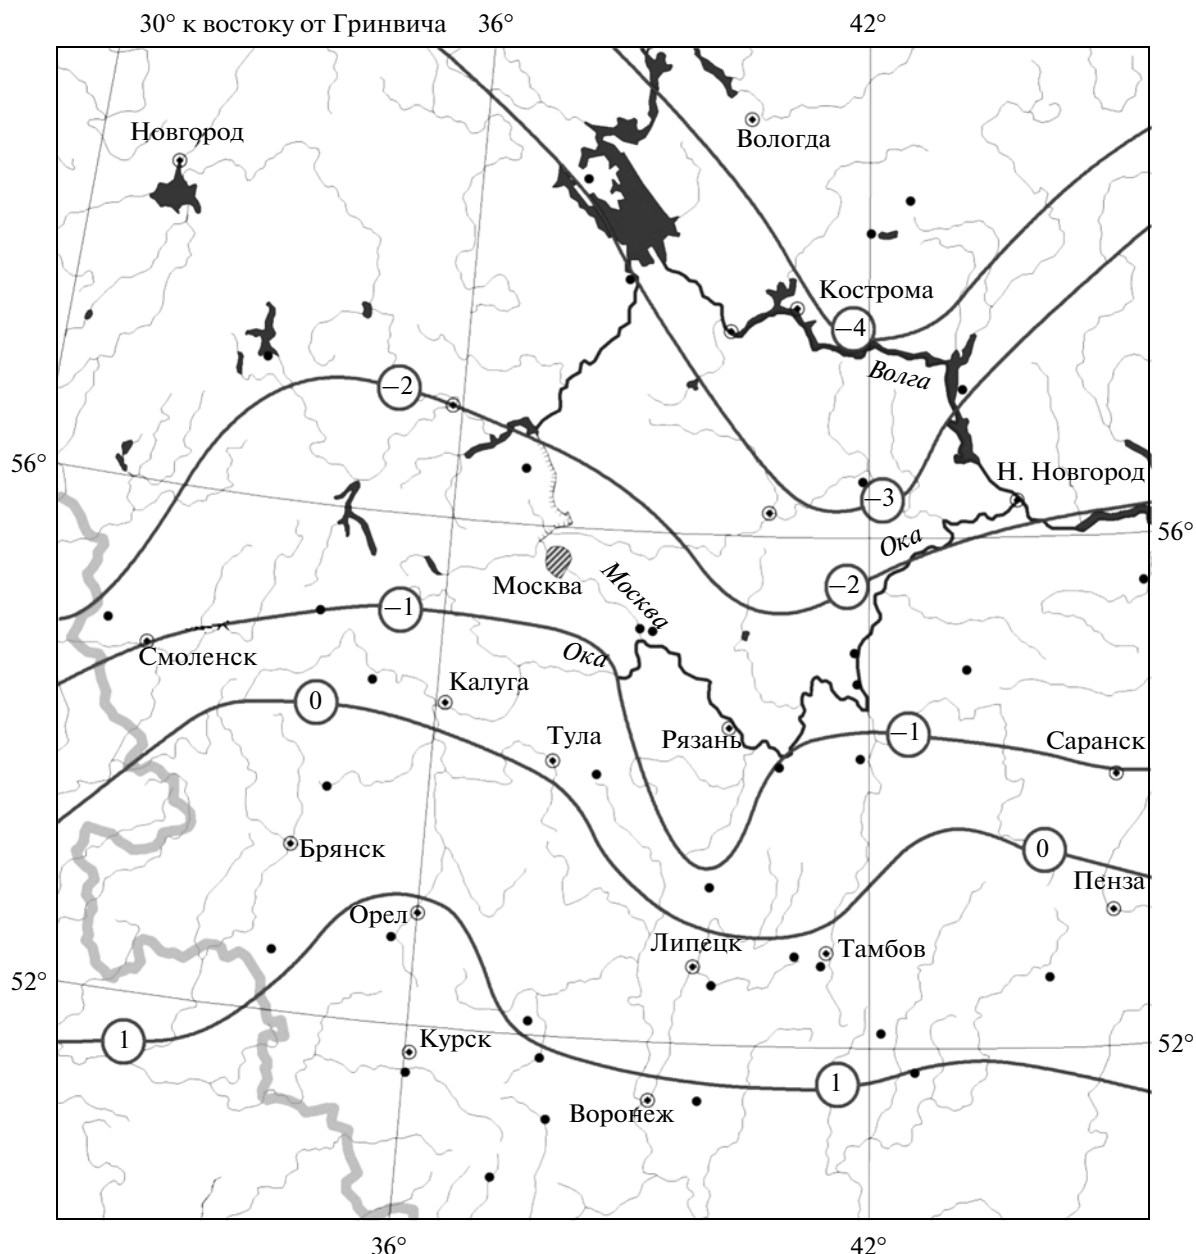 30° к востоку от Гринвича 36° 42°
Новгород
Вологда
Кострома
−4
Волга
−2
56°
Н. Новгород
−3
56°
Ока
Москва
Москва
−2
−1
Ока
Смоленск
Калуга
0
Тула
Рязань
−1
Саранск
Брянск
0
Пенза
Орел
Липецк
Тамбов
52°
1
Курск
52°
1
Воронеж
36° 42°